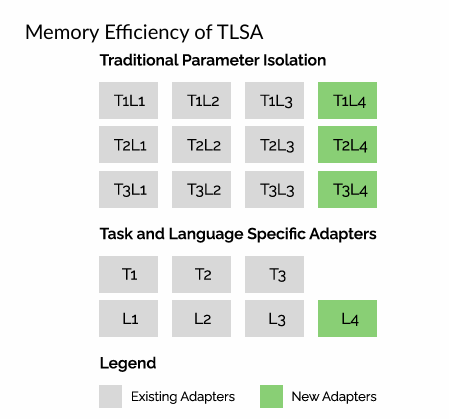 Memory Efficiency of TLSA
Traditional Parameter Isolation
T1L1 T1L2 T1L3 T1L4
T2L1 T2L2 T2L3 T2L4
T3L1 T3L2 T3L3 T3L4
Task and Language Specific Adapters
T1 T2 T3
L1 L2 L3 L4
Legend
Existing Adapters New Adapters